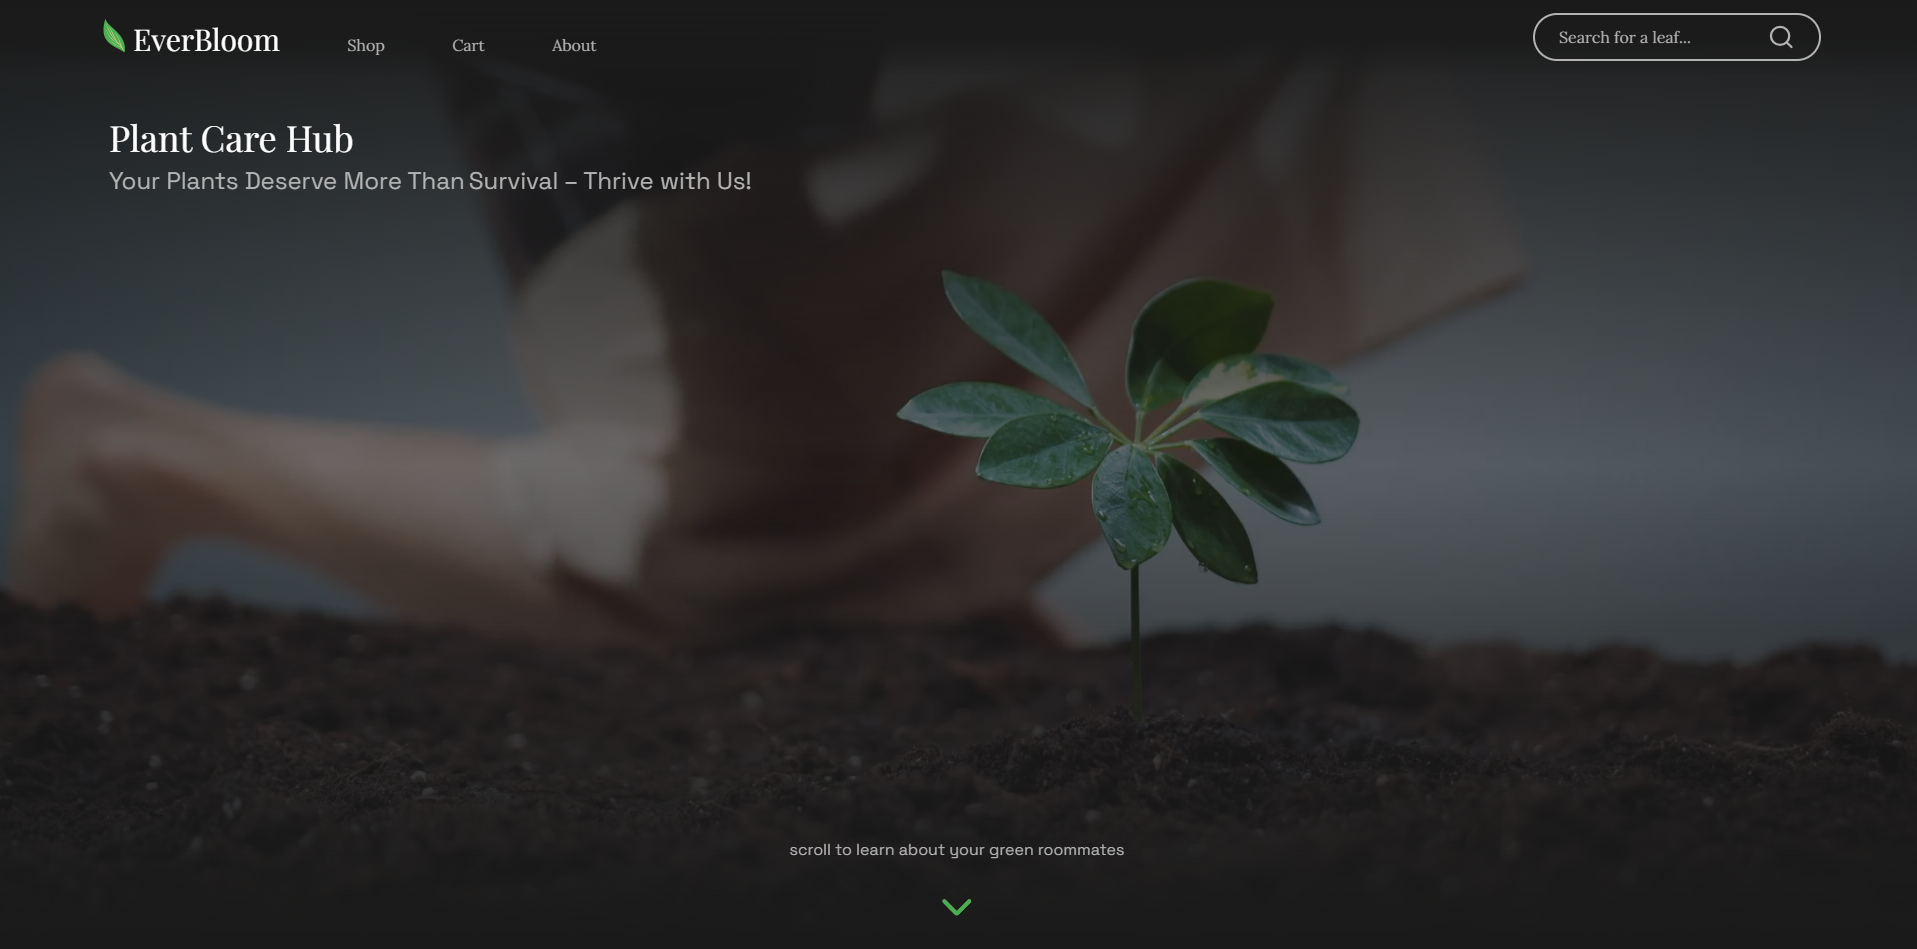 EverBloom
Shop
Cart
About
Search for a leaf...
Plant Care Hub
Your Plants Deserve More Than Survival – Thrive with Us!
scroll to learn about your green roommates